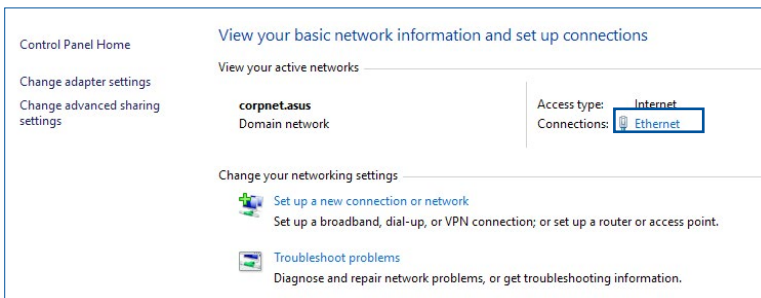 Control Panel Home
Change adapter settings
Change advanced sharing
settings
View your basic network information and set up connections
View your active networks
corpnet.asus
Domain network
Access type: Internet
Connections: Ethernet
Change your networking settings
Set up a new connection or network
Set up a broadband, dial-up, or VPN connection; or set up a router or access point.
Troubleshoot problems
Diagnose and repair network problems, or get troubleshooting information.